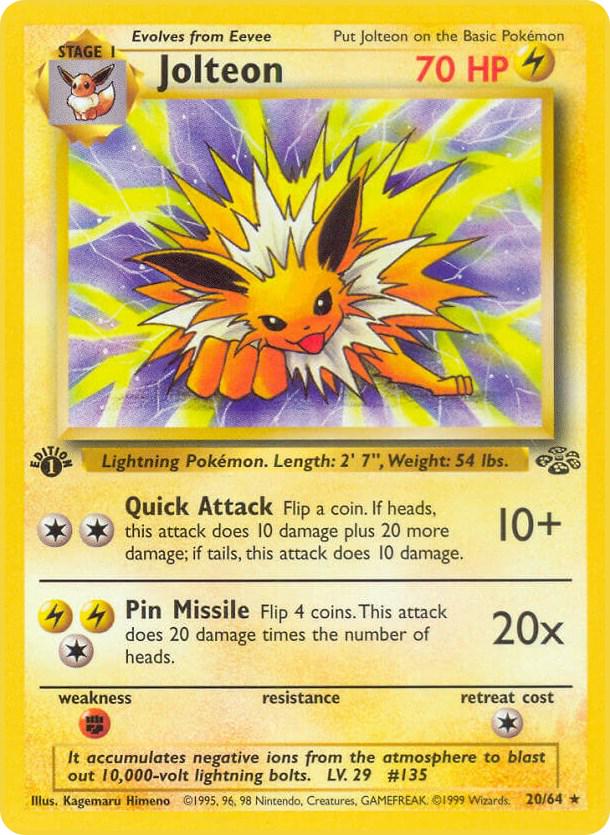 Evolves from Eevee
Put Jolteon on the Basic Pokémon
STAGE 1
Jolteon
70 HP
EDITION
1
Lightning Pokémon. Length: 2' 7", Weight: 54 lbs.
Quick Attack Flip a coin. If heads,
this attack does 10 damage plus 20 more
damage; if tails, this attack does 10 damage.
10+
Pin Missile Flip 4 coins. This attack
does 20 damage times the number of
heads.
20x
weakness
resistance
retreat cost
It accumulates negative ions from the atmosphere to blast
out 10,000-volt lightning bolts. LV. 29 #135
Illus. Kagemaru Himeno ©1995, 96, 98 Nintendo, Creatures, GAMEFREAK. ©1999 Wizards. 20/64 ★